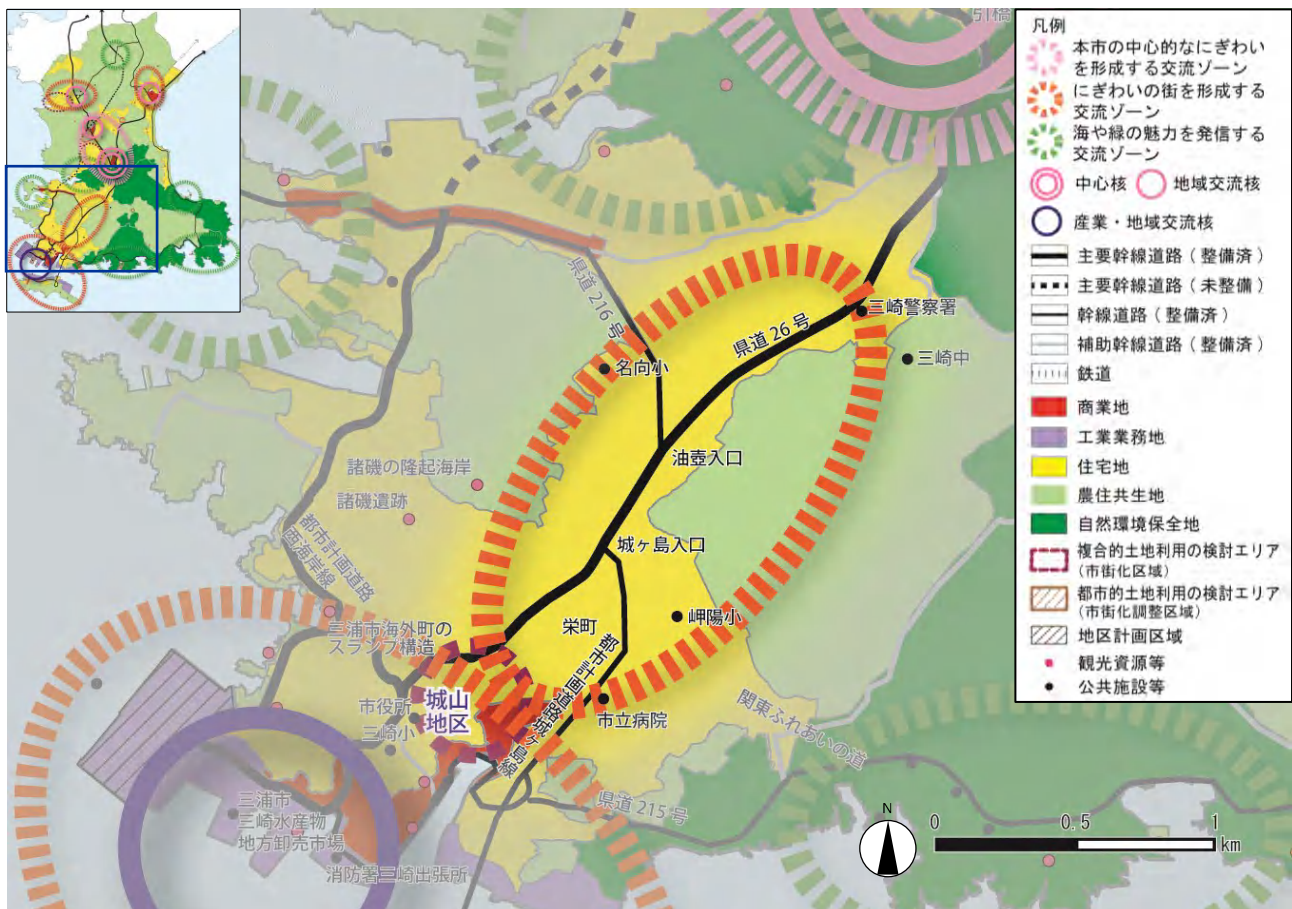 引橋
県道 216 号
三崎警察署
県道 26 号
三崎中
名向小
油壺入口
諸磯の隆起海岸
諸磯遺跡
都市計画道路
西海岸線
城ヶ島入口
岬陽小
栄町
三浦市海外町の
スランプ構造
都市計画道路城ヶ島線
城山
地区
市役所
三崎小
市立病院
関東ふれあいの道
県道 215 号
三浦市
三崎水産物
地方卸売市場
消防署三崎出張所
N
0
0.5
1
km
凡例
本市の中心的なにぎわい
を形成する交流ゾーン
にぎわいの街を形成する
交流ゾーン
海や緑の魅力を発信する
交流ゾーン
中心核
地域交流核
産業・地域交流核
主要幹線道路（整備済）
主要幹線道路（未整備）
幹線道路（整備済）
補助幹線道路（整備済）
鉄道
商業地
工業業務地
住宅地
農住共生地
自然環境保全地
複合的土地利用の検討エリア
（市街化区域）
都市的土地利用の検討エリア
（市街化調整区域）
地区計画区域
観光資源等
公共施設等